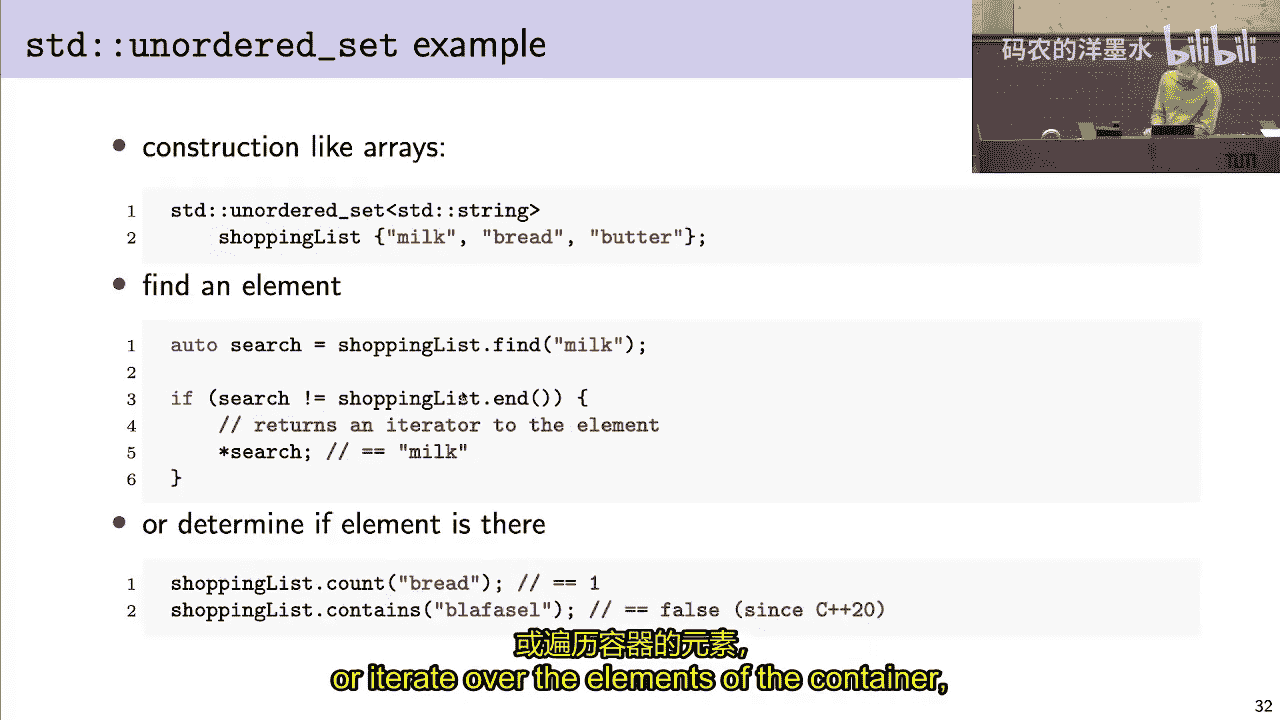 std::unordered_set example
码农的洋墨水 bilibili
TUTI
• construction like arrays:
1 std::unordered_set<std::string>
2 shoppingList {"milk", "bread", "butter"};
• find an element
1 auto search = shoppingList.find("milk");
2
3 if (search != shoppingList.end()) {
4 // returns an iterator to the element
5 *search; // == "milk"
6 }
• or determine if element is there
1 shoppingList.count("bread"); // == 1
2 shoppingList.contains("blafasel"); // == false (since C++20)
或遍历容器的元素,
or iterate over the elements of the container,
32